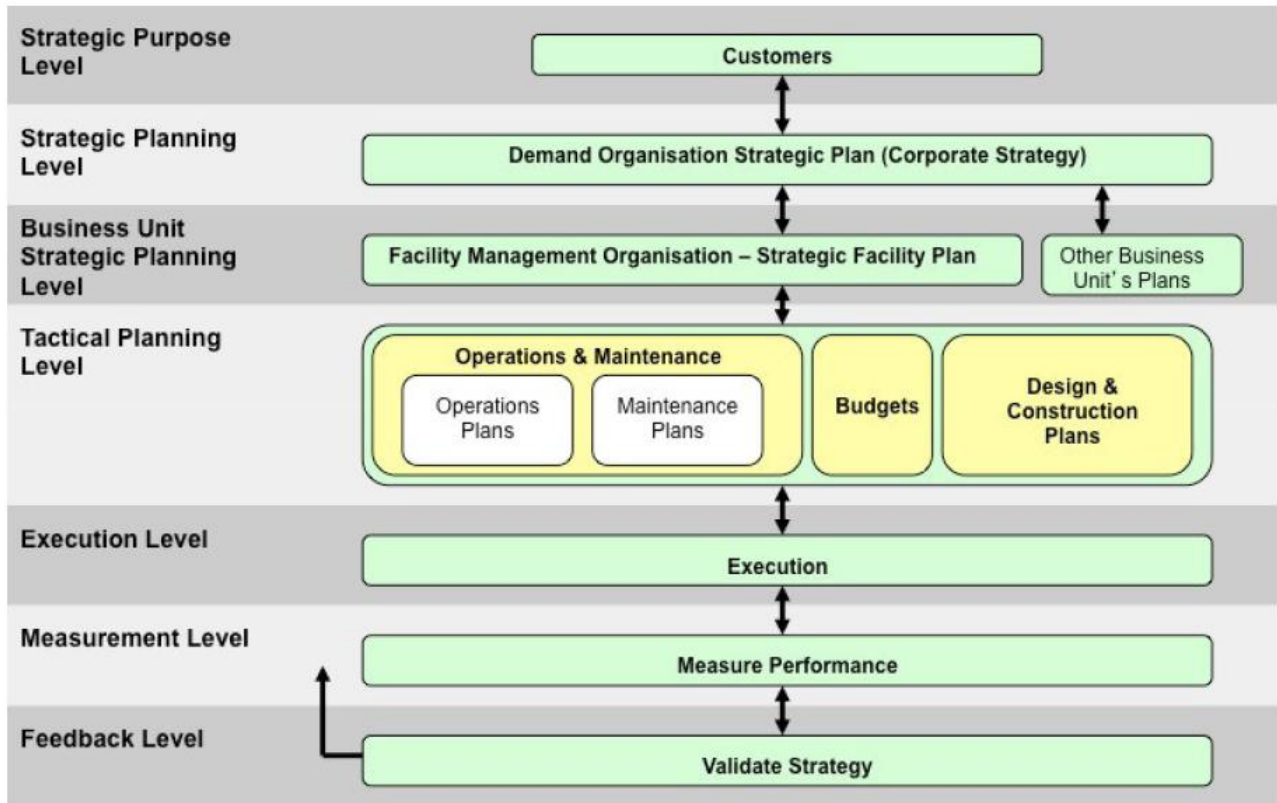 Strategic Purpose
Level
Customers
Strategic Planning
Level
Demand Organisation Strategic Plan (Corporate Strategy)
Business Unit
Strategic Planning
Level
Facility Management Organisation – Strategic Facility Plan
Other Business
Unit’s Plans
Tactical Planning
Level
Operations & Maintenance
Operations
Plans
Maintenance
Plans
Budgets
Design &
Construction
Plans
Execution Level
Execution
Measurement Level
Measure Performance
Feedback Level
Validate Strategy